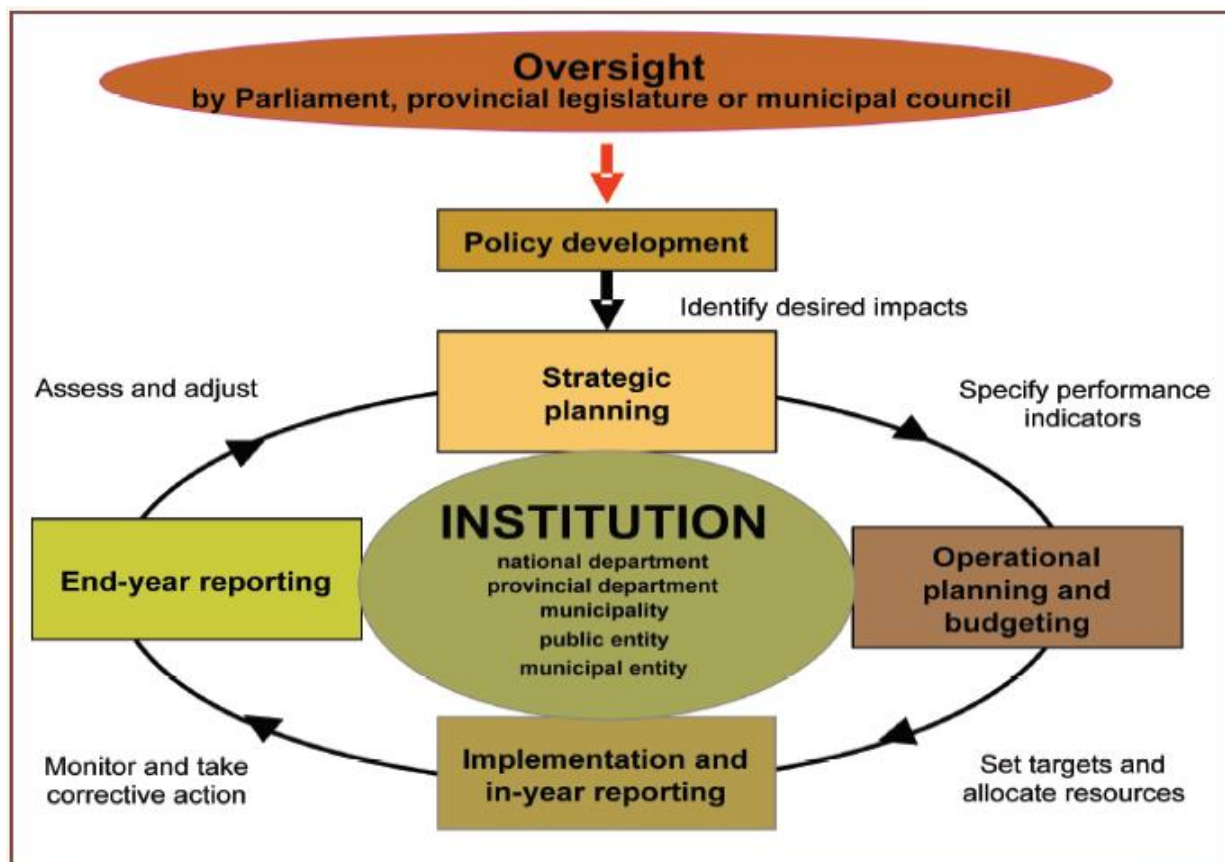 Oversight
by Parliament, provincial legislature or municipal council
Policy development
Identify desired impacts
Strategic
planning
Assess and adjust
Specify performance
indicators
INSTITUTION
national department
provincial department
municipality
public entity
municipal entity
End-year reporting
Operational
planning and
budgeting
Implementation and
in-year reporting
Monitor and take
corrective action
Set targets and
allocate resources